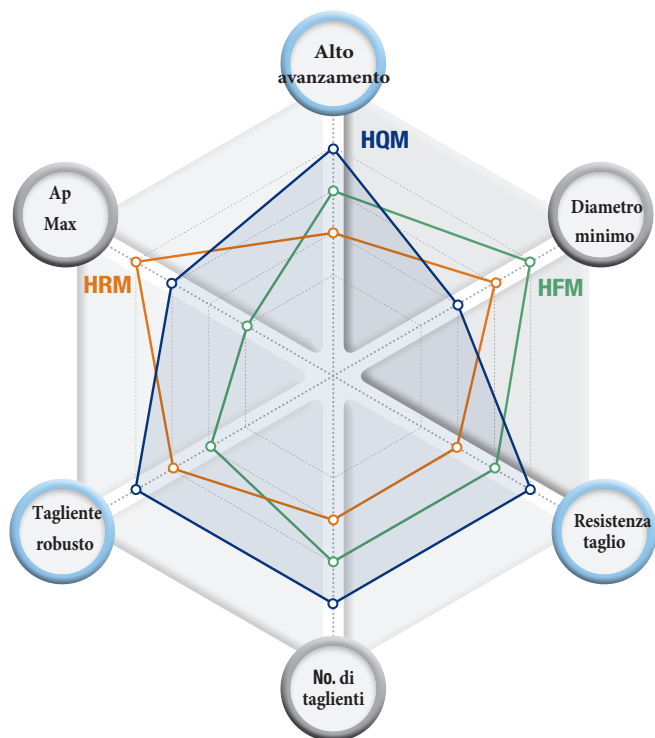 Alto
avanzamento
HQM
Ap
Max
Diametro
minimo
HRM
HFM
Tagliente
robusto
Resistenza
taglio
No. di
taglienti